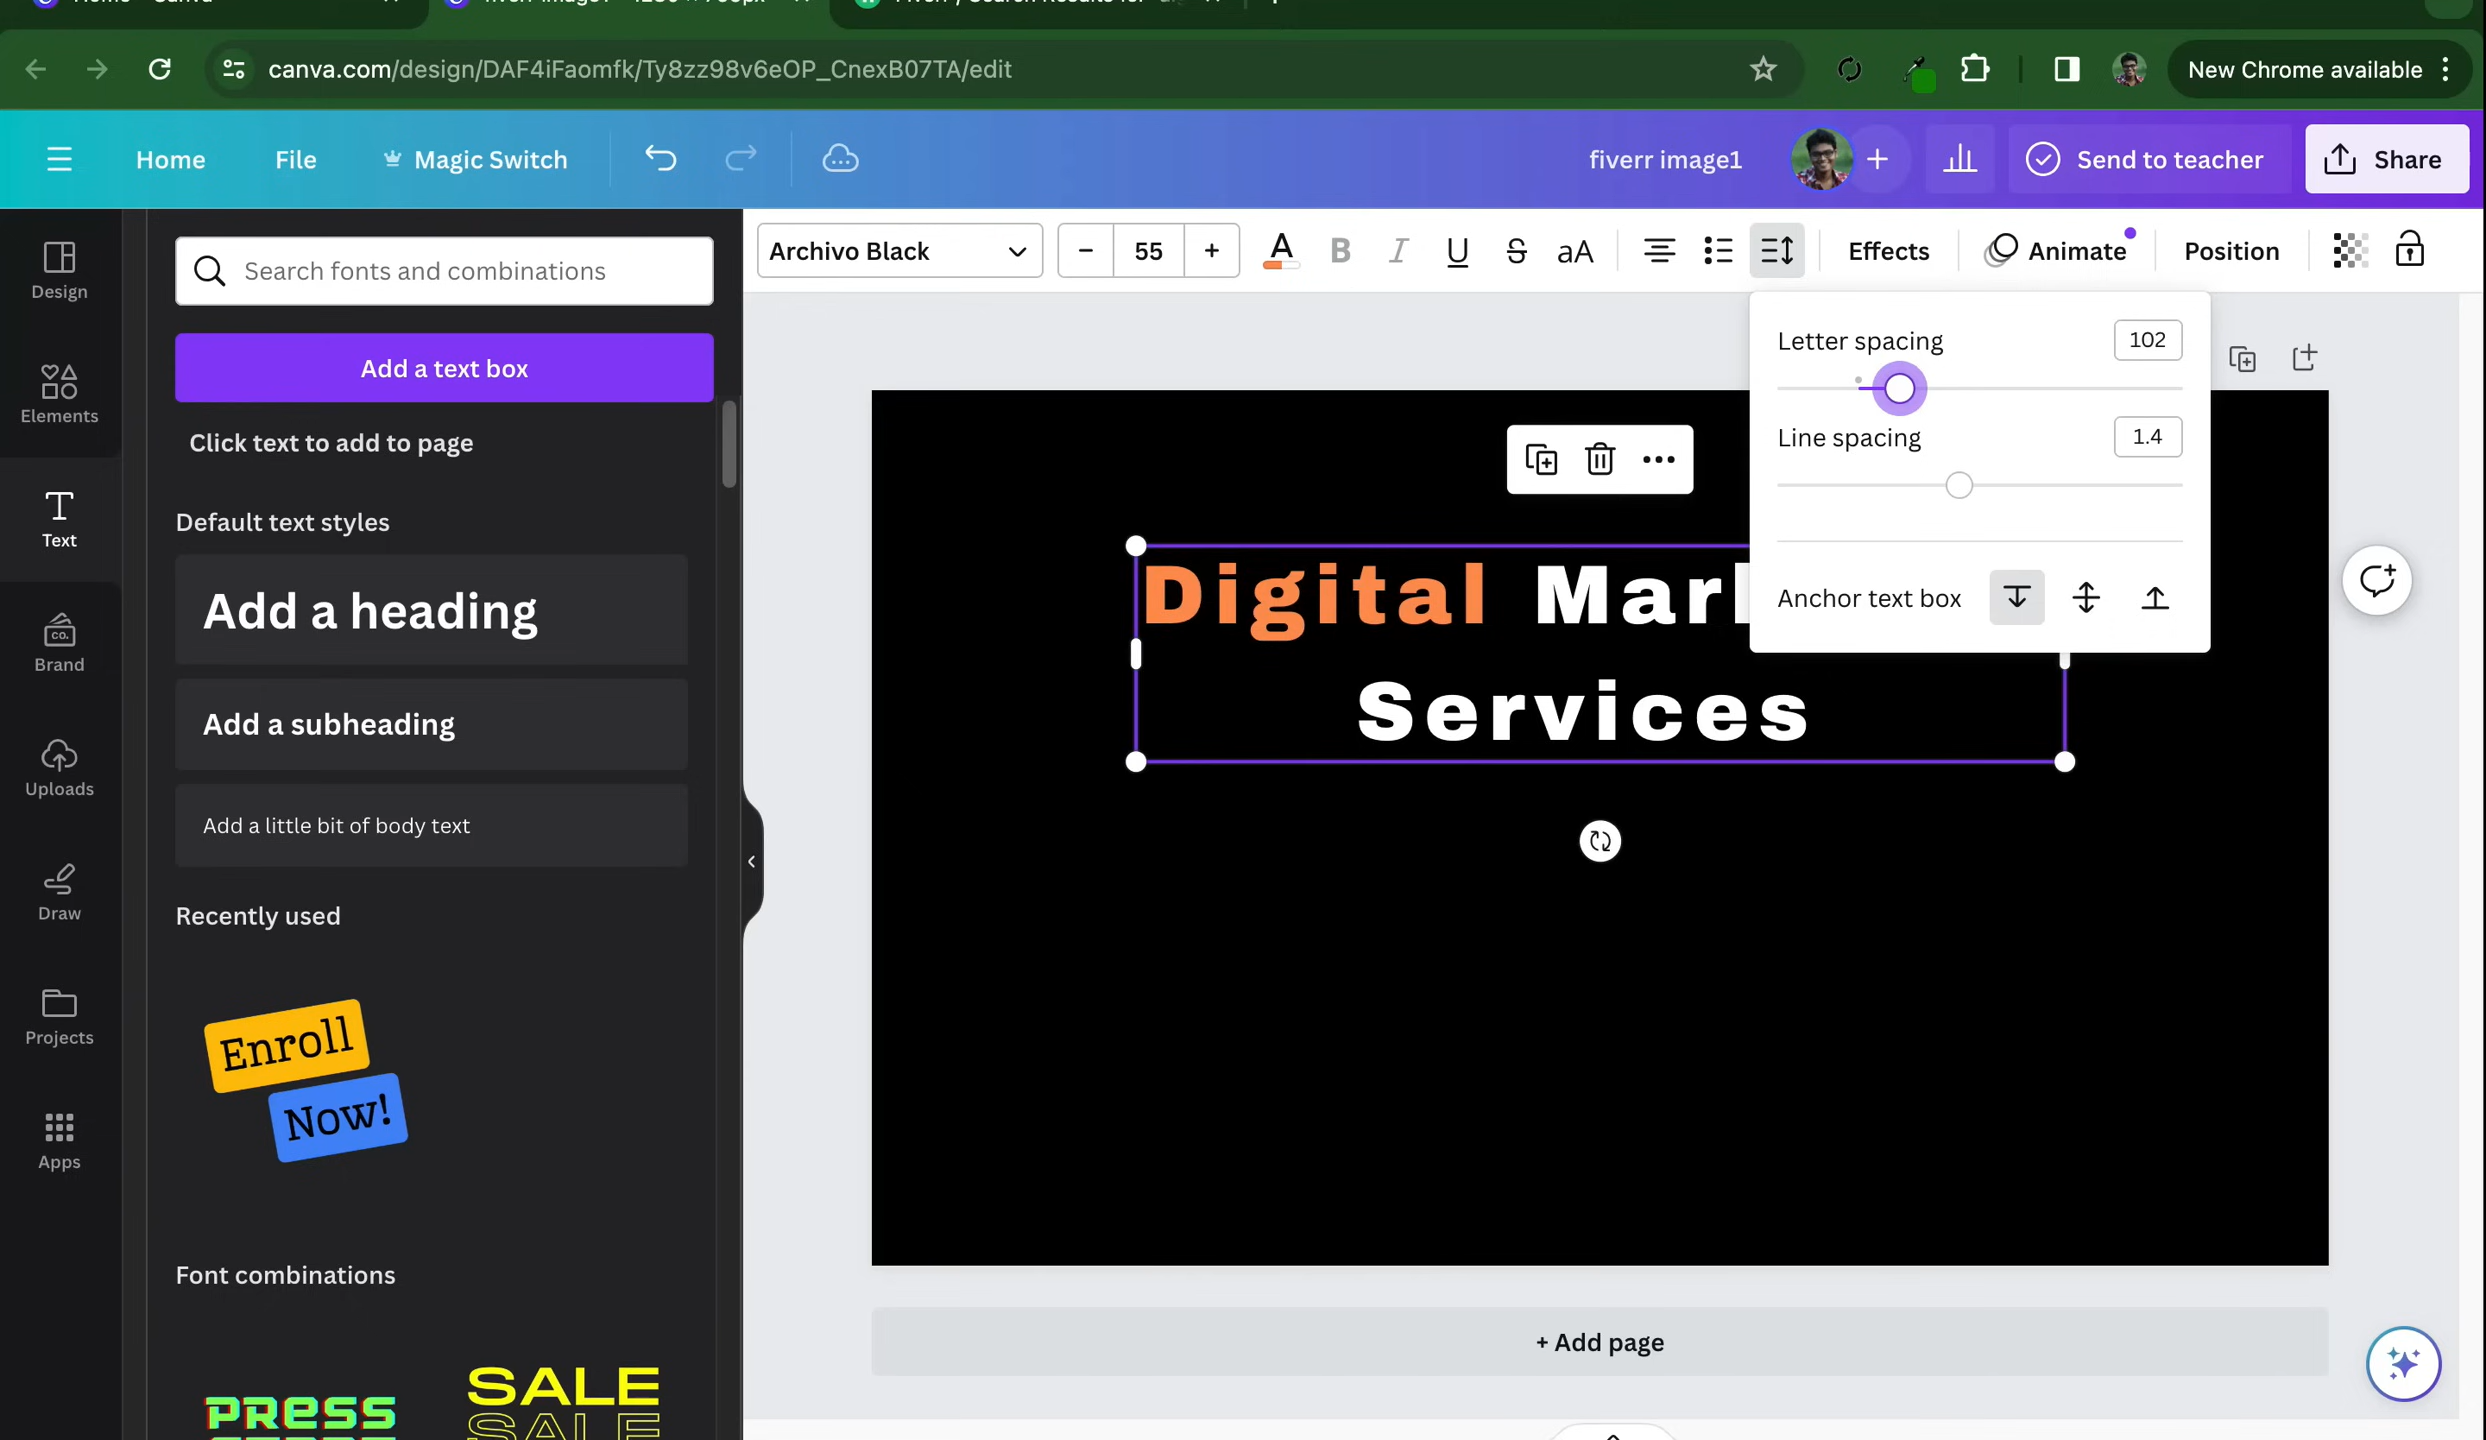 canva.com/design/DAF4iFaomfk/Ty8zz98v6eOP_CnexB07TA/edit
New Chrome available
Home
File
Magic Switch
fiverr image1
Send to teacher
Share
Search fonts and combinations
Archivo Black
55
A
B
I
U
S
aA
Effects
Animate
Position
Design
Elements
Text
Brand
co.
Uploads
Draw
Projects
Apps
Add a text box
Click text to add to page
Default text styles
Add a heading
Add a subheading
Add a little bit of body text
Recently used
Enroll
Now!
Font combinations
PRESS
SALE
SALE
Letter spacing
102
Line spacing
1.4
Anchor text box
Digital Mar
Services
+ Add page